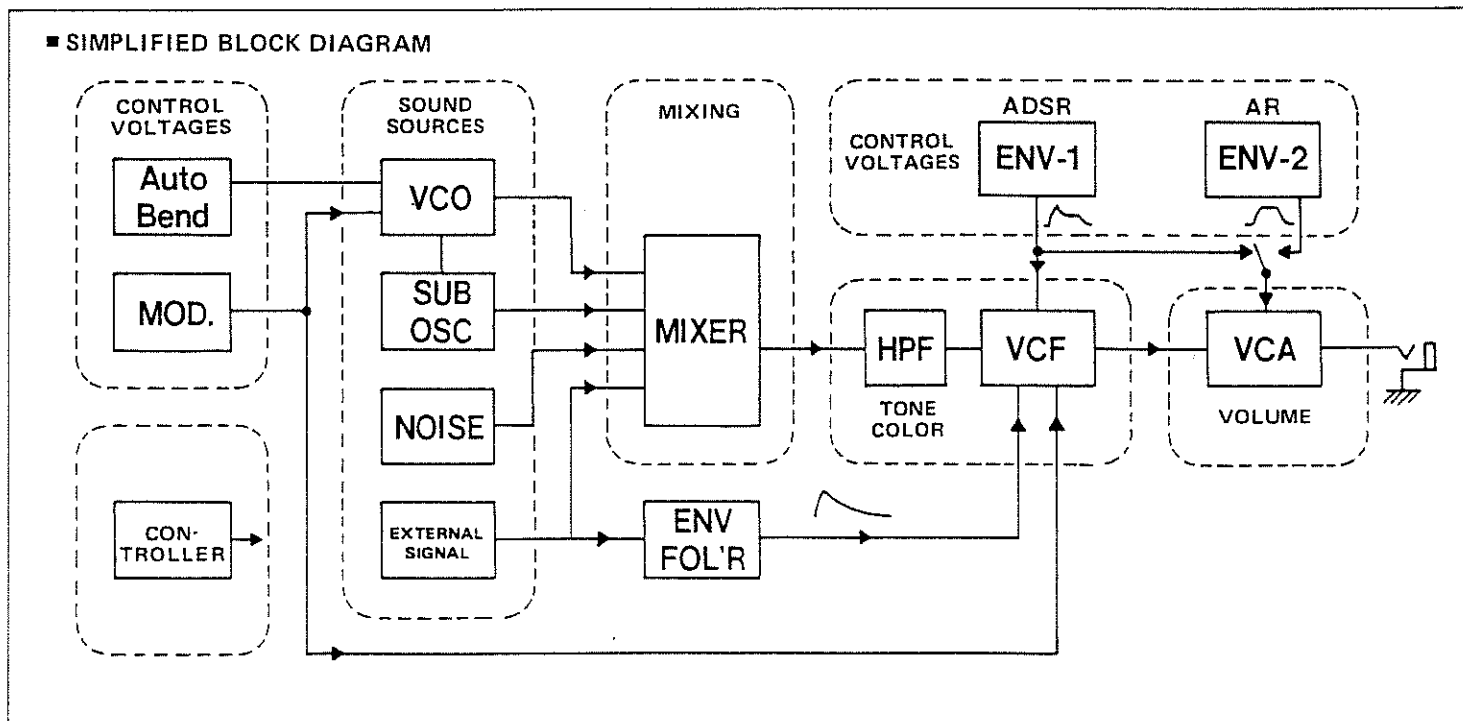 ■ SIMPLIFIED BLOCK DIAGRAM
CONTROL
VOLTAGES
Auto
Bend
MOD.
CON-
TROLLER
SOUND
SOURCES
VCO
SUB
OSC
NOISE
EXTERNAL
SIGNAL
MIXING
MIXER
ENV
FOL'R
CONTROL
VOLTAGES
ADSR
ENV-1
AR
ENV-2
HPF
VCF
TONE
COLOR
VCA
VOLUME